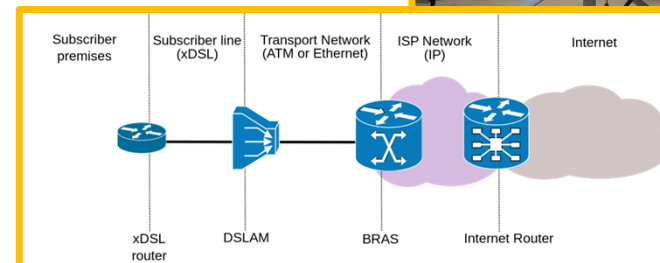 Subscriber
premises
Subscriber line
(xDSL)
Transport Network
(ATM or Ethernet)
ISP Network
(IP)
Internet
xDSL
router
DSLAM
BRAS
Internet Router